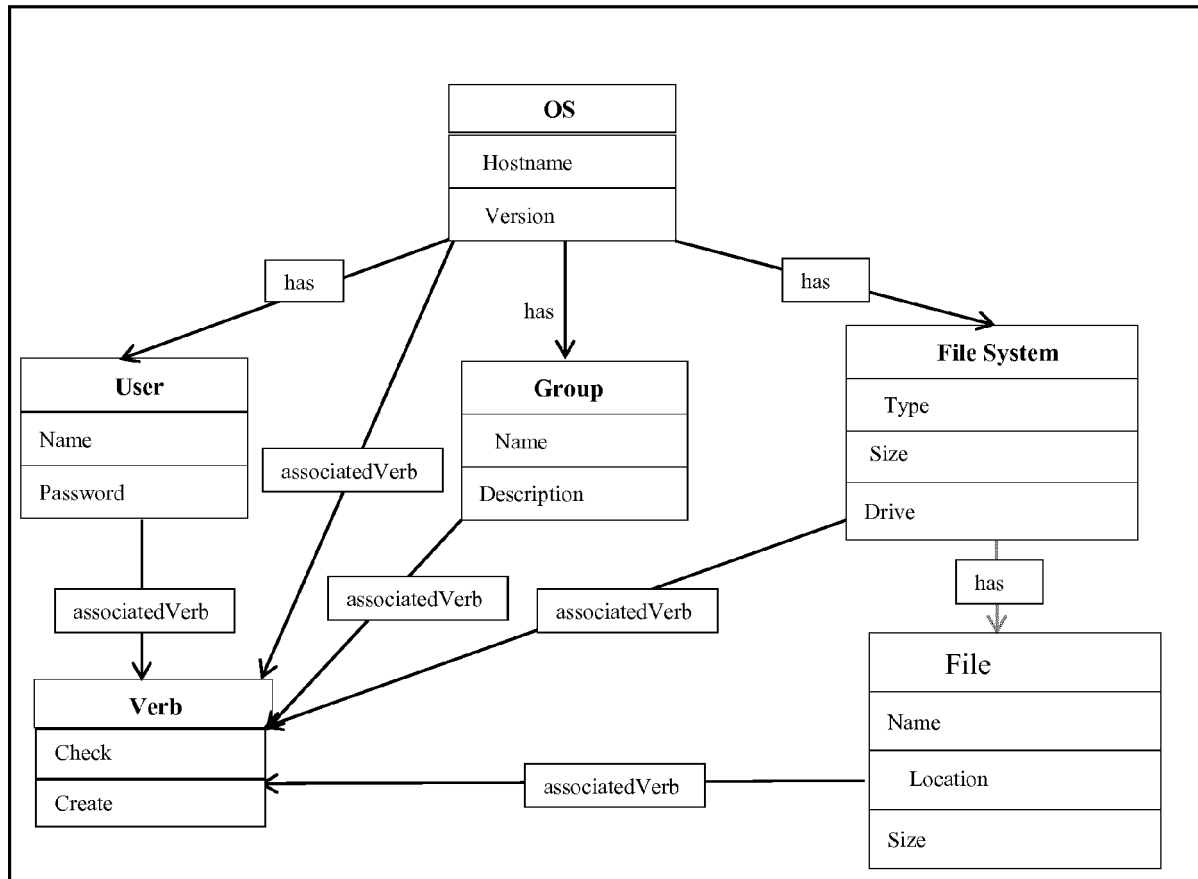 OS
Hostname
Version
has
has
has
User
Name
Password
Group
Name
Description
File System
Type
Size
Drive
associatedVerb
associatedVerb
associatedVerb
associatedVerb
has
Verb
Check
Create
File
Name
Location
Size
associatedVerb